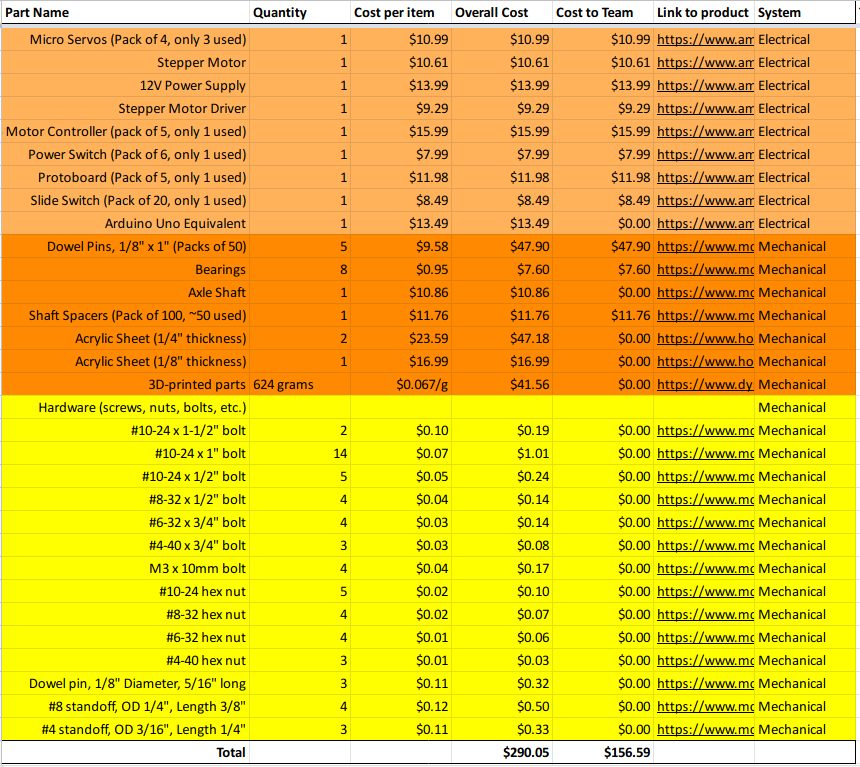 Part Name Quantity Cost per item Overall Cost Cost to Team Link to product System
Micro Servos (Pack of 4, only 3 used) 1 $10.99 $10.99 $10.99 https://www.am Electrical
Stepper Motor 1 $10.61 $10.61 $10.61 https://www.am Electrical
12V Power Supply 1 $13.99 $13.99 $13.99 https://www.am Electrical
Stepper Motor Driver 1 $9.29 $9.29 $9.29 https://www.am Electrical
Motor Controller (pack of 5, only 1 used) 1 $15.99 $15.99 $15.99 https://www.am Electrical
Power Switch (Pack of 6, only 1 used) 1 $7.99 $7.99 $7.99 https://www.am Electrical
Protoboard (Pack of 5, only 1 used) 1 $11.98 $11.98 $11.98 https://www.am Electrical
Slide Switch (Pack of 20, only 1 used) 1 $8.49 $8.49 $8.49 https://www.am Electrical
Arduino Uno Equivalent 1 $13.49 $13.49 $0.00 https://www.am Electrical
Dowel Pins, 1/8" x 1" (Packs of 50) 5 $9.58 $47.90 $47.90 https://www.mc Mechanical
Bearings 8 $0.95 $7.60 $7.60 https://www.mc Mechanical
Axle Shaft 1 $10.86 $10.86 $0.00 https://www.mc Mechanical
Shaft Spacers (Pack of 100, ~50 used) 1 $11.76 $11.76 $11.76 https://www.mc Mechanical
Acrylic Sheet (1/4" thickness) 2 $23.59 $47.18 $0.00 https://www.ho Mechanical
Acrylic Sheet (1/8" thickness) 1 $16.99 $16.99 $0.00 https://www.ho Mechanical
3D-printed parts 624 grams $0.067/g $41.56 $0.00 https://www.dy Mechanical
Hardware (screws, nuts, bolts, etc.) Mechanical
#10-24 x 1-1/2" bolt 2 $0.10 $0.19 $0.00 https://www.mc Mechanical
#10-24 x 1" bolt 14 $0.07 $1.01 $0.00 https://www.mc Mechanical
#10-24 x 1/2" bolt 5 $0.05 $0.24 $0.00 https://www.mc Mechanical
#8-32 x 1/2" bolt 4 $0.04 $0.14 $0.00 https://www.mc Mechanical
#6-32 x 3/4" bolt 4 $0.03 $0.14 $0.00 https://www.mc Mechanical
#4-40 x 3/4" bolt 3 $0.03 $0.08 $0.00 https://www.mc Mechanical
M3 x 10mm bolt 4 $0.04 $0.17 $0.00 https://www.mc Mechanical
#10-24 hex nut 5 $0.02 $0.10 $0.00 https://www.mc Mechanical
#8-32 hex nut 4 $0.02 $0.07 $0.00 https://www.mc Mechanical
#6-32 hex nut 4 $0.01 $0.06 $0.00 https://www.mc Mechanical
#4-40 hex nut 3 $0.01 $0.03 $0.00 https://www.mc Mechanical
Dowel pin, 1/8" Diameter, 5/16" long 3 $0.11 $0.32 $0.00 https://www.mc Mechanical
#8 standoff, OD 1/4", Length 3/8" 4 $0.12 $0.50 $0.00 https://www.mc Mechanical
#4 standoff, OD 3/16", Length 1/4" 3 $0.11 $0.33 $0.00 https://www.mc Mechanical
Total $290.05 $156.59